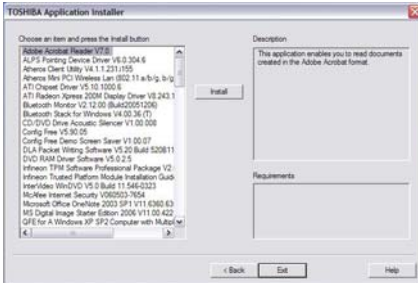 TOSHIBA Application Installer
Choose an item and press the Install button
Adobe Acrobat Reader V7.0
ALPS Pointing Device Driver V6.0.304.6
Atheros Client Utility V4.1.1.231/155
Atheros Mini PCI Wireless Lan (802.11 a/b/g, b/g
ATI Chipset Driver V5.10.1000.6
ATI Radeon Xpress 200M Display Driver V8.243.1
Bluetooth Monitor V2.12.00 (Build20051206)
Bluetooth Stack for Windows V4.00.36 (T)
CD/DVD Drive Acoustic Silencer V1.00.008
Config Free V5.90.05
Config Free Demo Screen Saver V1.00.07
DLA Packet Writing Software V5.20 Build 520811
DVD RAM Driver Software V5.0.2.5
Infineon TPM Software Professional Package V2
Infineon Trusted Platform Module Installation Guid
InterVideo WinDVD V5.0 Build 11.546-0323
McAfee Internet Security V060503-7654
Microsoft Office OneNote 2003 SP1 V11.6360.63
MS Digital Image Starter Edition 2006 V11.00.422
QFE for A Windows XP SP2 Computer with Multipl
Install
Description
This application enables you to read documents
created in the Adobe Acrobat format.
Requirements
< Back
Exit
Help